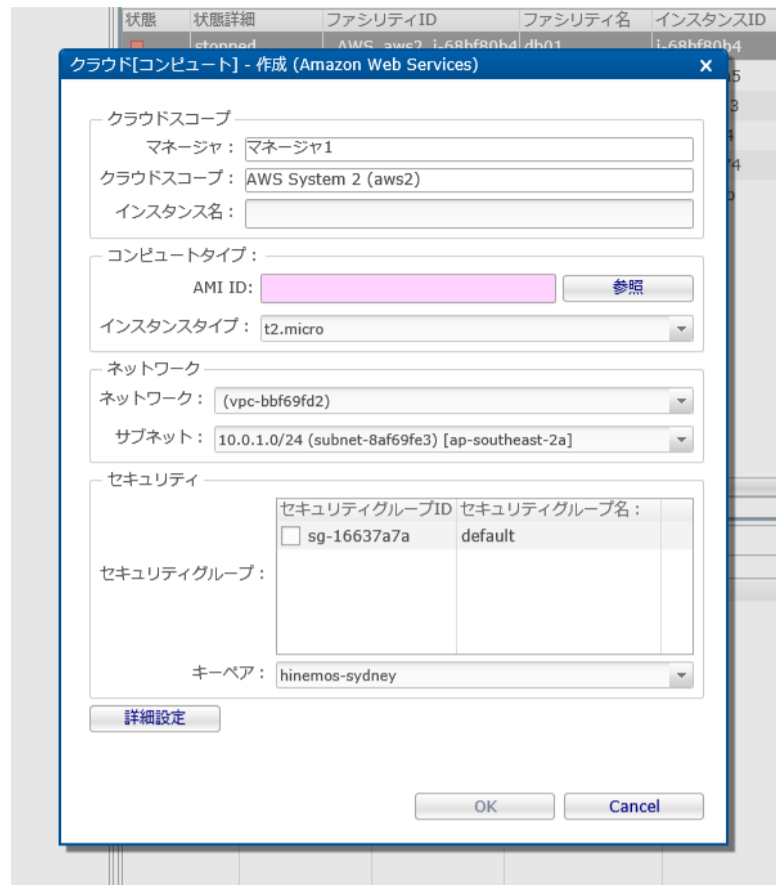 状態 状態詳細 ファシリティID ファシリティ名 インスタンスID
stopped _AWS_aws2_i-68bf80b4 db01 i-68bf80b4
クラウド[コンピュート] - 作成 (Amazon Web Services)
クラウドスコープ
マネージャ： マネージャ1
クラウドスコープ： AWS System 2 (aws2)
インスタンス名：
コンピュートタイプ：
AMI ID: 参照
インスタンスタイプ： t2.micro
ネットワーク
ネットワーク： (vpc-bbf69fd2)
サブネット： 10.0.1.0/24 (subnet-8af69fe3) [ap-southeast-2a]
セキュリティ
セキュリティグループID セキュリティグループ名：
sg-16637a7a default
セキュリティグループ：
キーペア： hinemos-sydney
詳細設定
OK Cancel